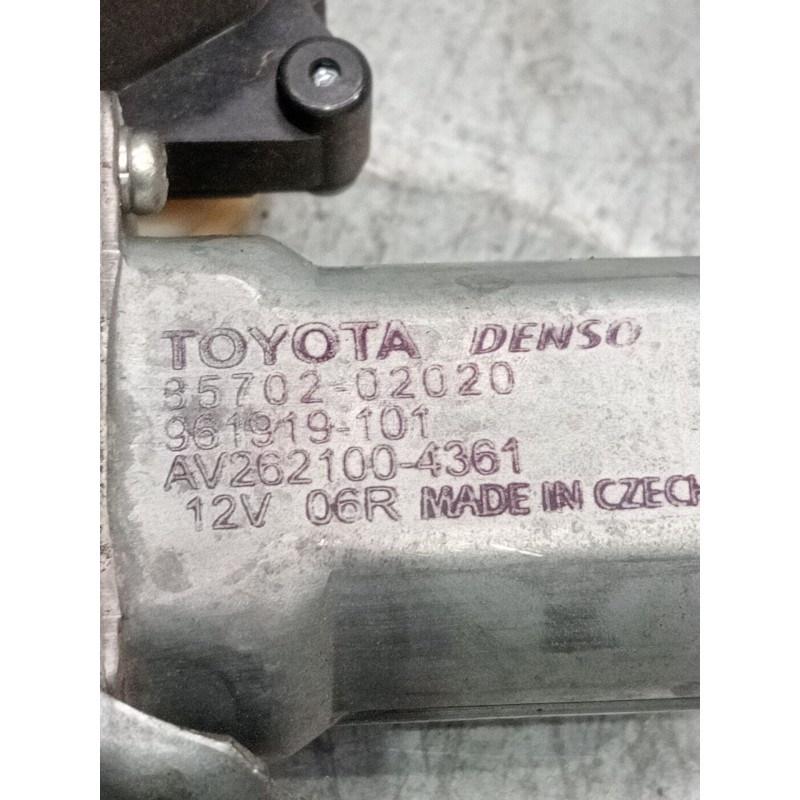 TOYOTA DENSO
85702-02020
961919-101
AV262100-4361
12V 06R MADE IN CZECH